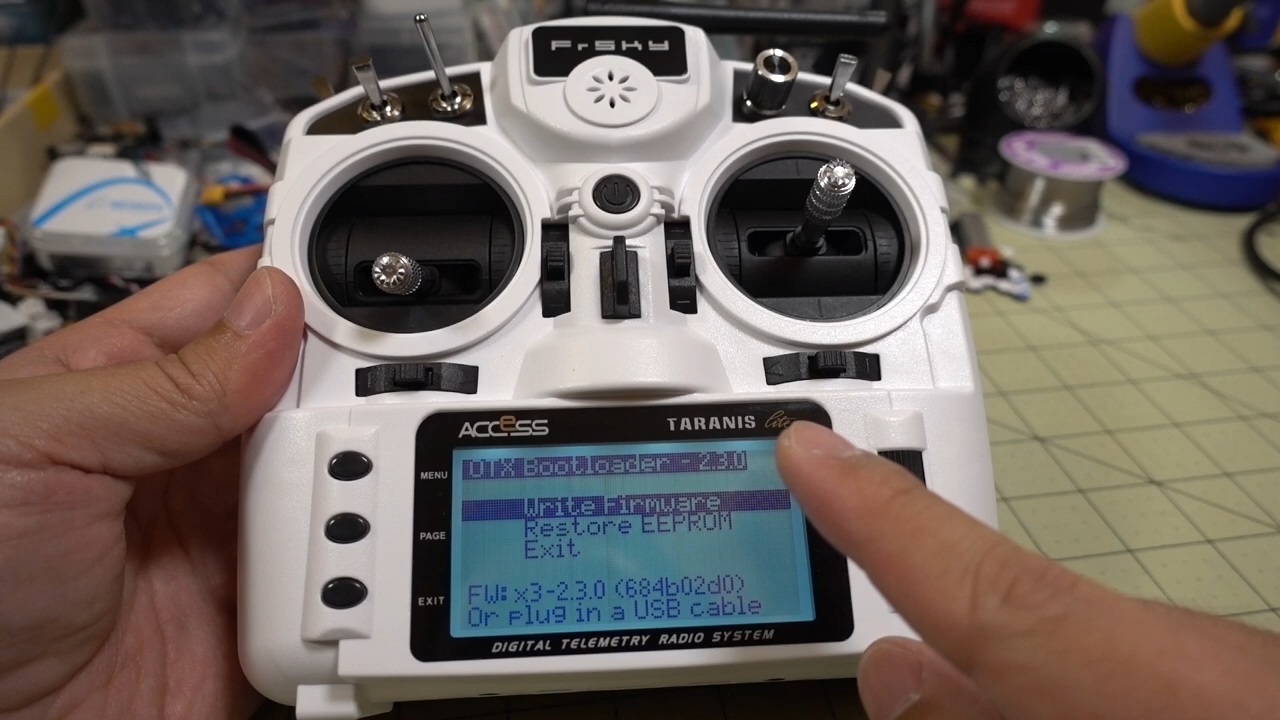 FrSKY
ACCeSS
TARANIS lite
MENU
PAGE
EXIT
OTX Bootloader - 2.3.0
Write Firmware
Restore EEPROM
Exit
FW: x3-2.3.0 (684b02d0)
Or plug in a USB cable
DIGITAL TELEMETRY RADIO SYSTEM